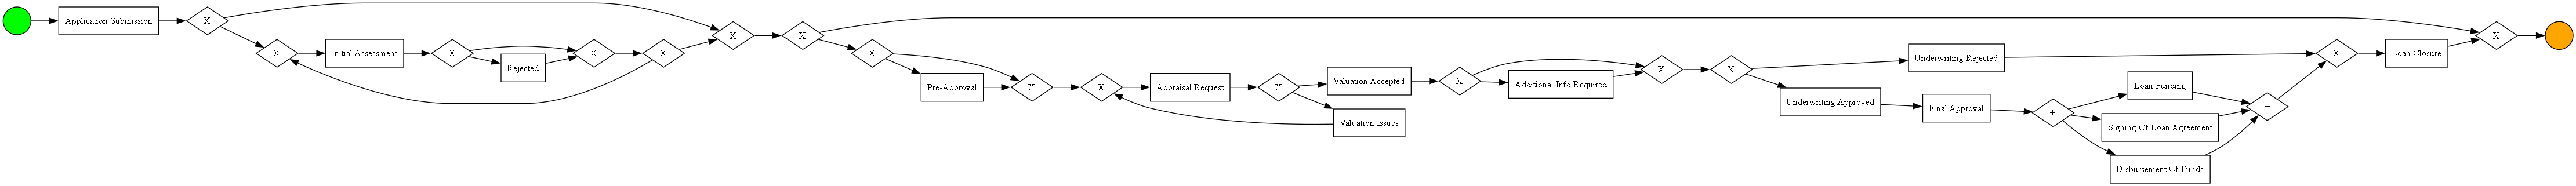 Application Submission
X
X
Initial Assessment
X
Rejected
X
X
X
X
X
Pre-Approval
X
X
Appraisal Request
X
Valuation Accepted
Valuation Issues
X
Additional Info Required
X
X
Underwriting Rejected
Underwriting Approved
Final Approval
+
Loan Funding
Signing Of Loan Agreement
Disbursement Of Funds
+
X
Loan Closure
X